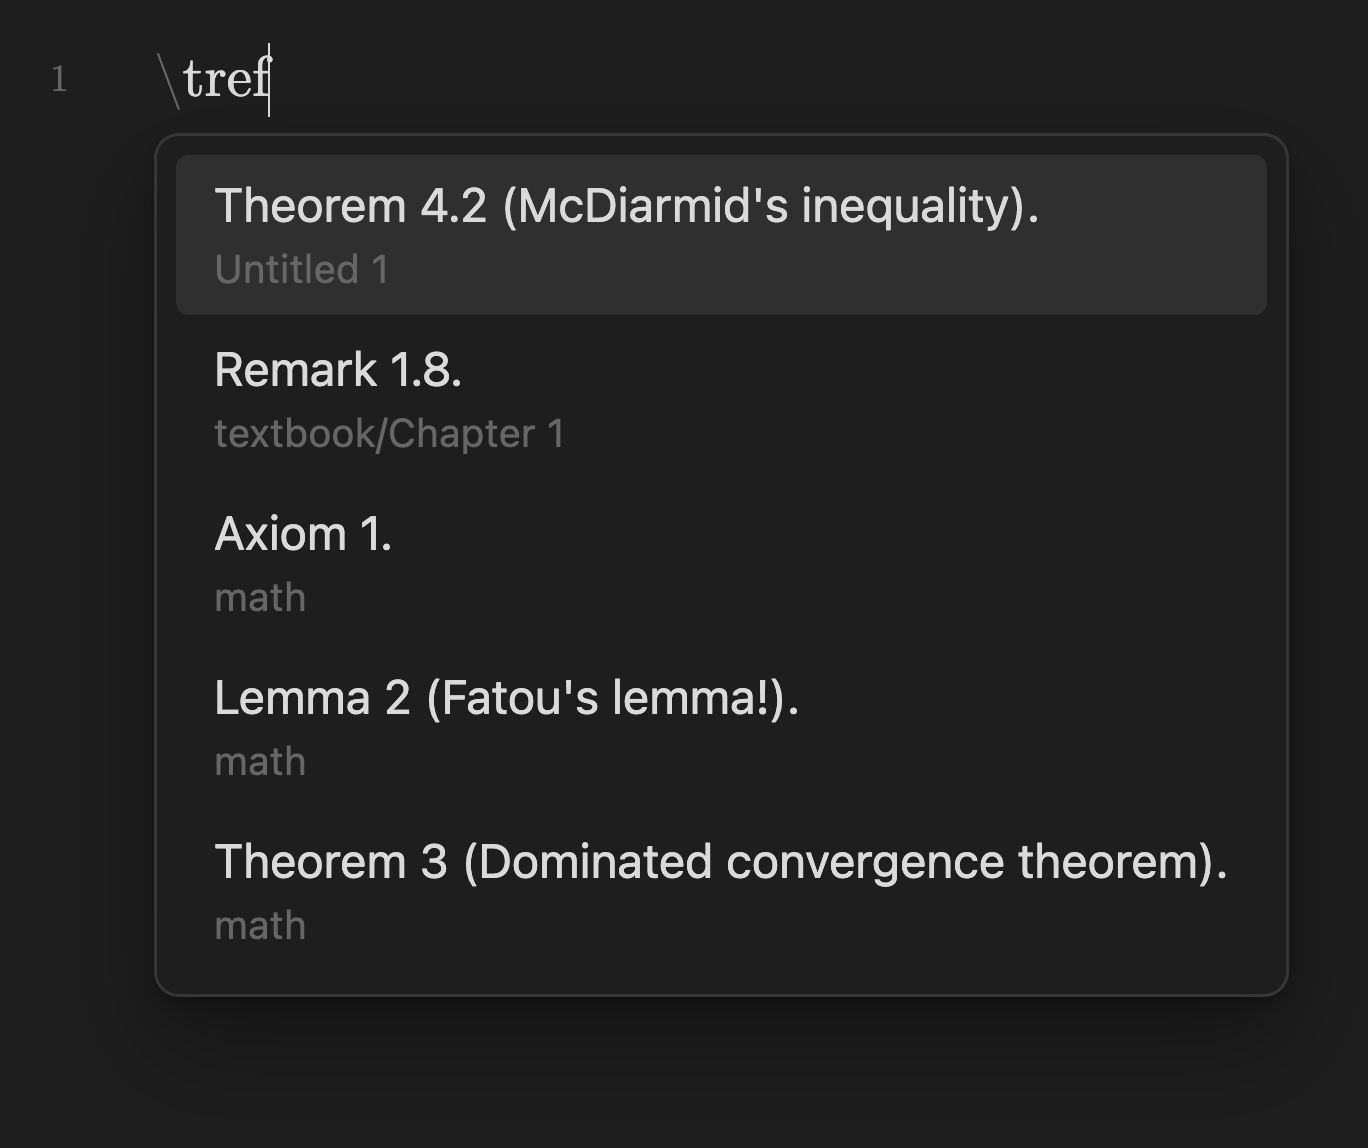 1 \tref
Theorem 4.2 (McDiarmid's inequality).
Untitled 1
Remark 1.8.
textbook/Chapter 1
Axiom 1.
math
Lemma 2 (Fatou's lemma!).
math
Theorem 3 (Dominated convergence theorem).
math